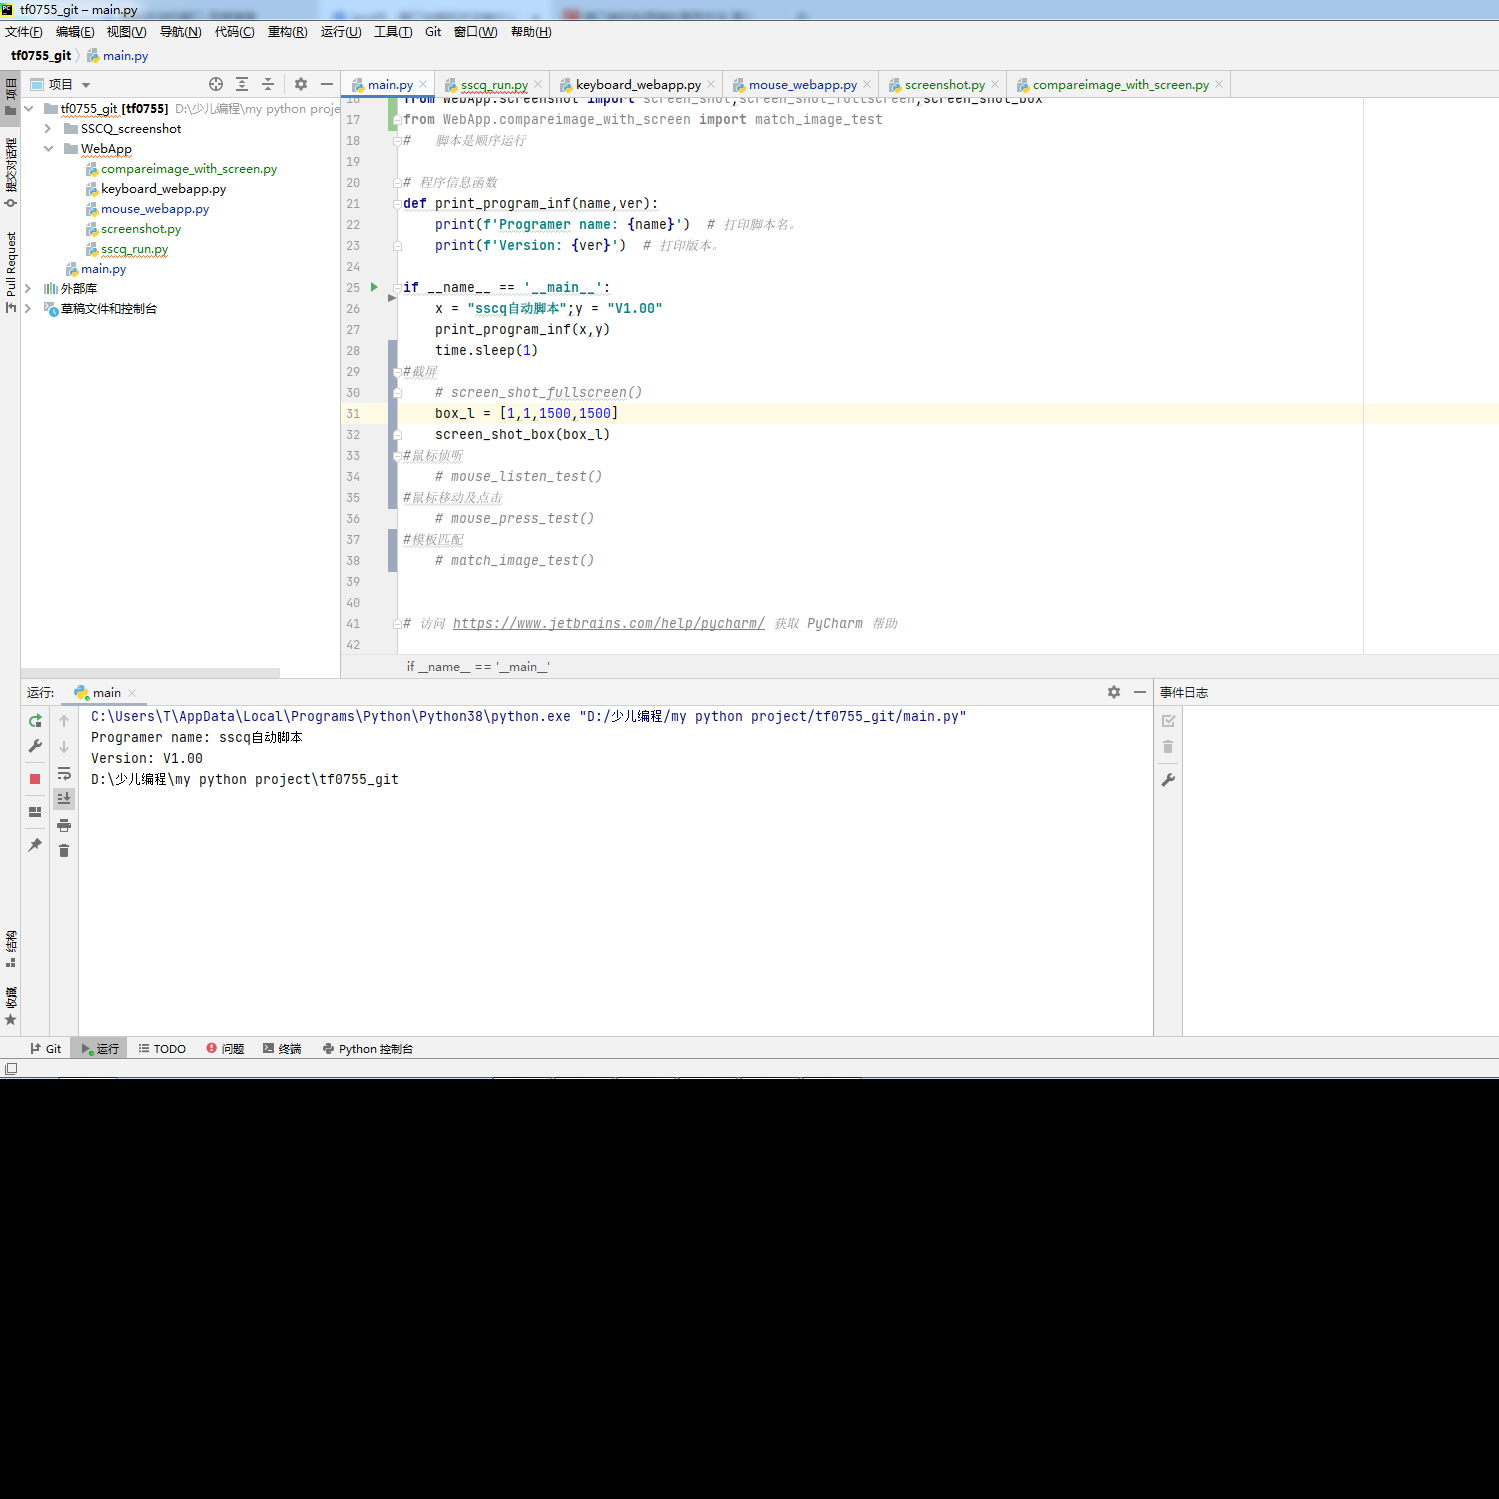 tf0755_git – main.py
文件(F) 编辑(E) 视图(V) 导航(N) 代码(C) 重构(R) 运行(U) 工具(T) Git 窗口(W) 帮助(H)
tf0755_git main.py
项目
提交对话框
Pull Request
结构
收藏
项目
tf0755_git [tf0755] D:\少儿编程\my python proje
SSCQ_screenshot
WebApp
compareimage_with_screen.py
keyboard_webapp.py
mouse_webapp.py
screenshot.py
sscq_run.py
main.py
外部库
草稿文件和控制台
main.py sscq_run.py keyboard_webapp.py mouse_webapp.py screenshot.py compareimage_with_screen.py
16 from WebApp.screenshot import screen_shot,screen_shot_fullscreen,screen_shot_box
17 from WebApp.compareimage_with_screen import match_image_test
18 # 脚本是顺序运行
19
20 # 程序信息函数
21 def print_program_inf(name,ver):
22 print(f'Programer name: {name}') # 打印脚本名。
23 print(f'Version: {ver}') # 打印版本。
24
25 if __name__ == '__main__':
26 x = "sscq自动脚本";y = "V1.00"
27 print_program_inf(x,y)
28 time.sleep(1)
29 #截屏
30 # screen_shot_fullscreen()
31 box_l = [1,1,1500,1500]
32 screen_shot_box(box_l)
33 #鼠标侦听
34 # mouse_listen_test()
35 #鼠标移动及点击
36 # mouse_press_test()
37 #模板匹配
38 # match_image_test()
39
40
41 # 访问 https://www.jetbrains.com/help/pycharm/ 获取 PyCharm 帮助
42
if __name__ == '__main__'
运行: main
C:\Users\T\AppData\Local\Programs\Python\Python38\python.exe "D:/少儿编程/my python project/tf0755_git/main.py"
Programer name: sscq自动脚本
Version: V1.00
D:\少儿编程\my python project\tf0755_git
事件日志
Git 运行 TODO 问题 终端 Python 控制台